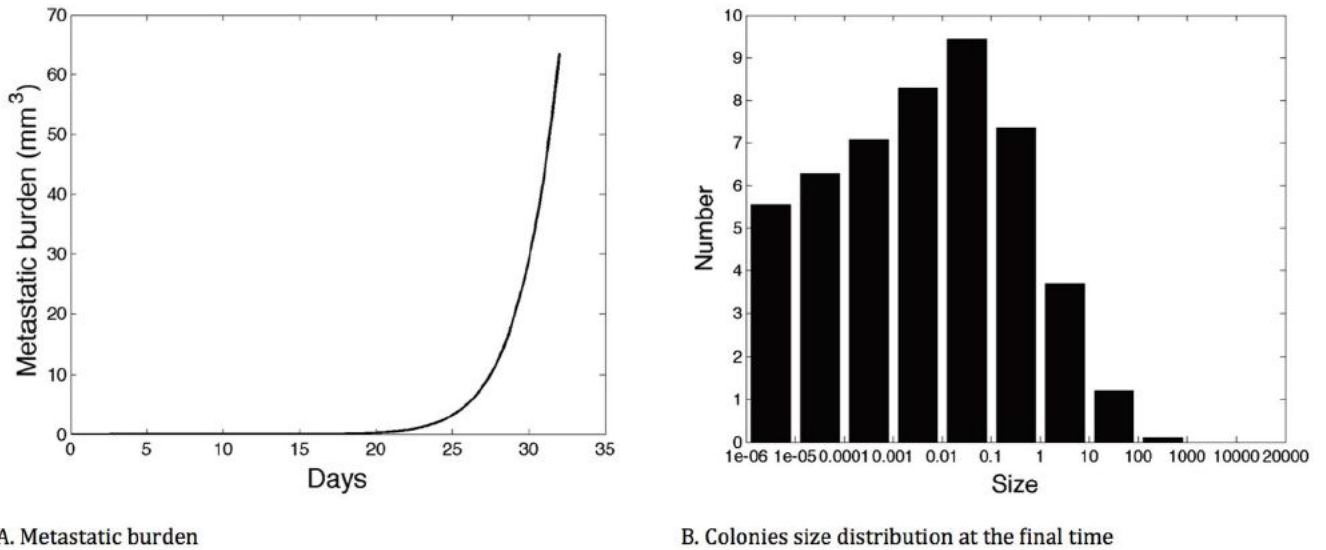 70
60
50
40
30
20
10
0
Metastatic burden (mm³)
0 5 10 15 20 25 30 35
Days
A. Metastatic burden
10
9
8
7
6
5
4
3
2
1
0
Number
1e-06 1e-05 0.0001 0.001 0.01 0.1 1 10 100 1000 10000 20000
Size
B. Colonies size distribution at the final time